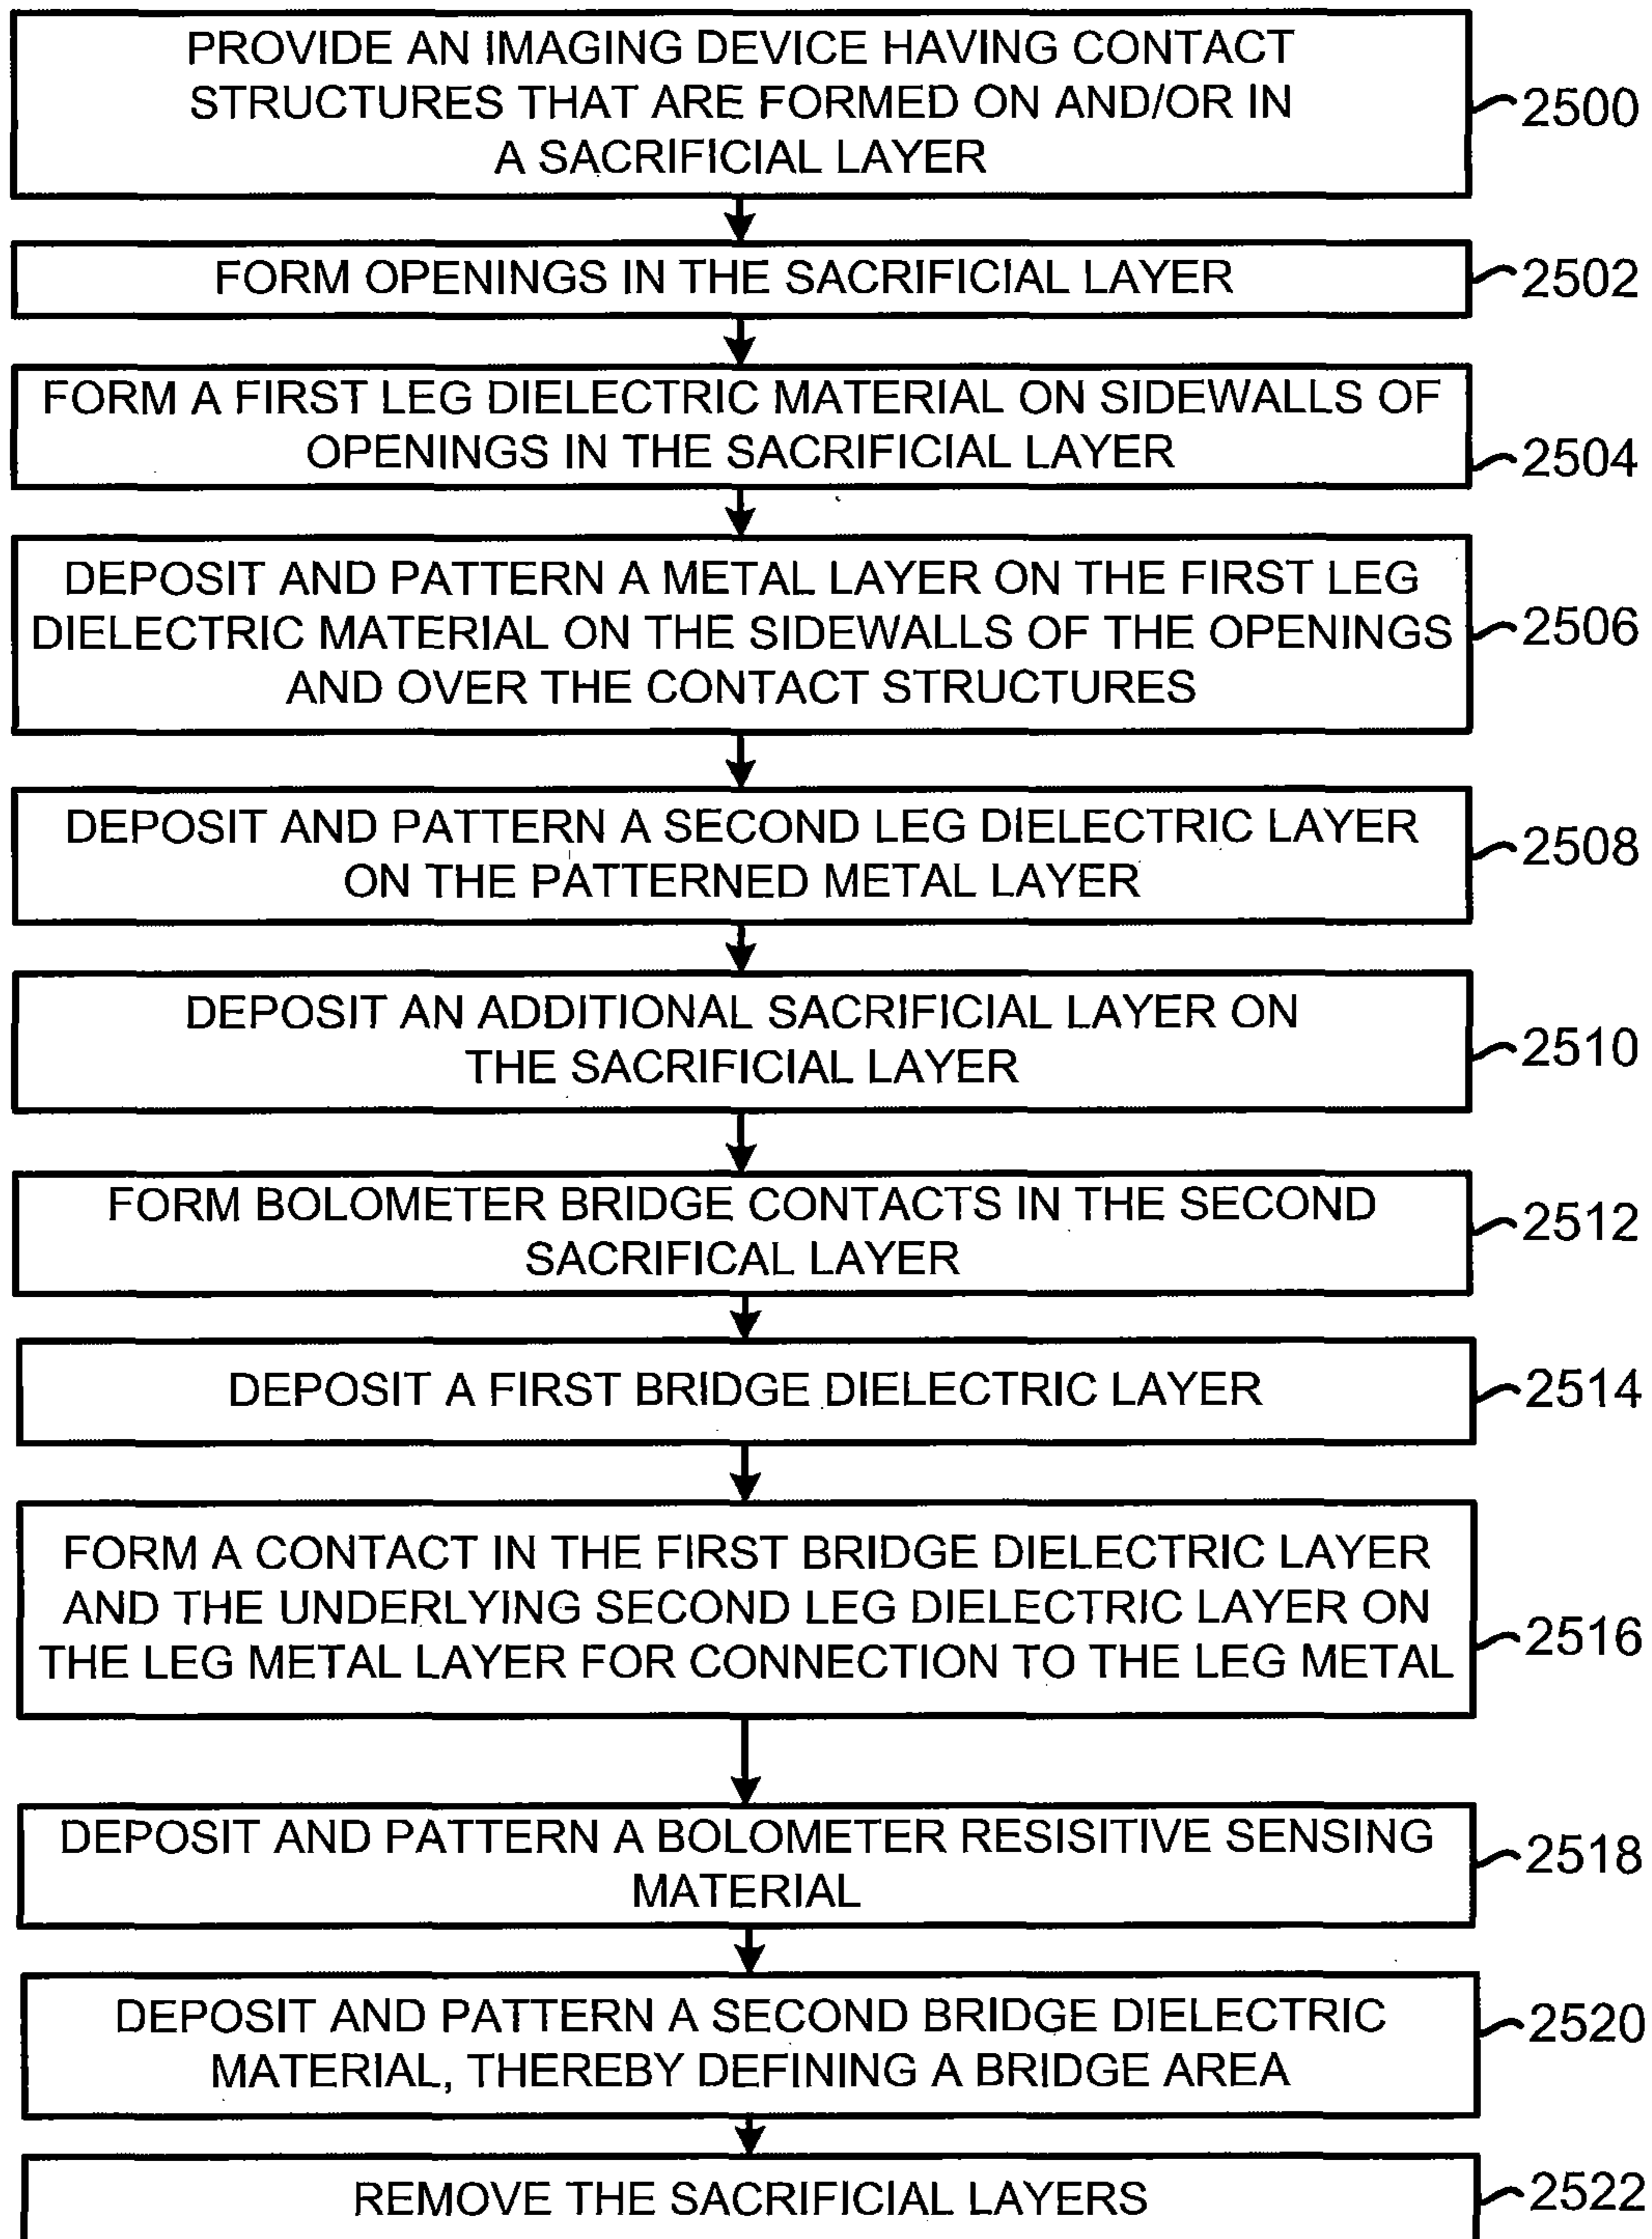 PROVIDE AN IMAGING DEVICE HAVING CONTACT
STRUCTURES THAT ARE FORMED ON AND/OR IN
A SACRIFICIAL LAYER
2500
FORM OPENINGS IN THE SACRIFICIAL LAYER
2502
FORM A FIRST LEG DIELECTRIC MATERIAL ON SIDEWALLS OF
OPENINGS IN THE SACRIFICIAL LAYER
2504
DEPOSIT AND PATTERN A METAL LAYER ON THE FIRST LEG
DIELECTRIC MATERIAL ON THE SIDEWALLS OF THE OPENINGS
AND OVER THE CONTACT STRUCTURES
2506
DEPOSIT AND PATTERN A SECOND LEG DIELECTRIC LAYER
ON THE PATTERNED METAL LAYER
2508
DEPOSIT AN ADDITIONAL SACRIFICIAL LAYER ON
THE SACRIFICIAL LAYER
2510
FORM BOLOMETER BRIDGE CONTACTS IN THE SECOND
SACRIFICAL LAYER
2512
DEPOSIT A FIRST BRIDGE DIELECTRIC LAYER
2514
FORM A CONTACT IN THE FIRST BRIDGE DIELECTRIC LAYER
AND THE UNDERLYING SECOND LEG DIELECTRIC LAYER ON
THE LEG METAL LAYER FOR CONNECTION TO THE LEG METAL
2516
DEPOSIT AND PATTERN A BOLOMETER RESISITIVE SENSING
MATERIAL
2518
DEPOSIT AND PATTERN A SECOND BRIDGE DIELECTRIC
MATERIAL, THEREBY DEFINING A BRIDGE AREA
2520
REMOVE THE SACRIFICIAL LAYERS
2522